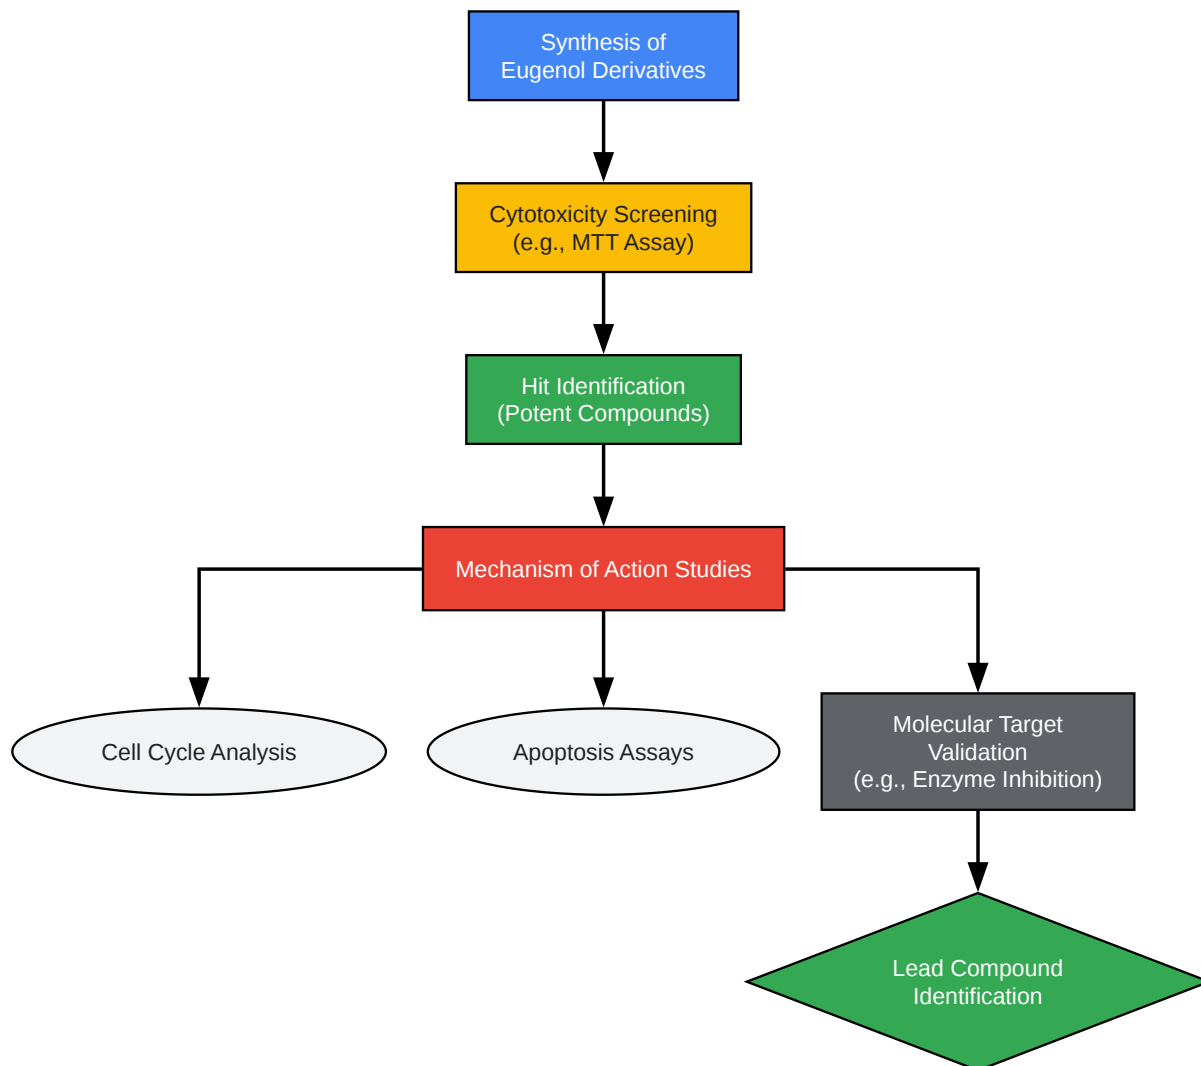 Synthesis of
Eugenol Derivatives
Cytotoxicity Screening
(e.g., MTT Assay)
Hit Identification
(Potent Compounds)
Mechanism of Action Studies
Cell Cycle Analysis
Apoptosis Assays
Molecular Target
Validation
(e.g., Enzyme Inhibition)
Lead Compound
Identification